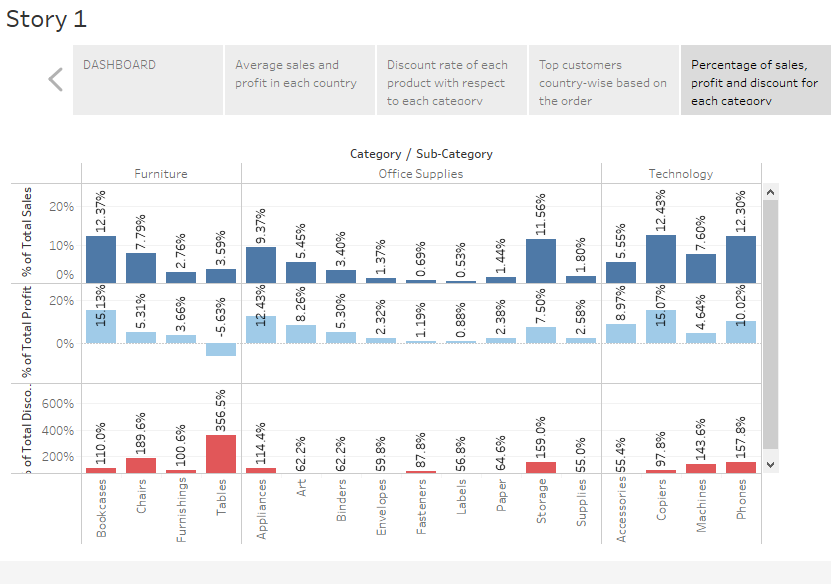 Story 1
DASHBOARD
Average sales and
profit in each country
Discount rate of each
product with respect
to each category
Top customers
country-wise based on
the order
Percentage of sales,
profit and discount for
each category
Category / Sub-Category
Furniture
Office Supplies
Technology
% of Total Sales
20%
10%
0%
12.37%
7.79%
2.76%
3.59%
9.37%
5.45%
3.40%
1.37%
0.69%
0.53%
1.44%
11.56%
1.80%
5.55%
12.43%
7.60%
12.30%
% of Total Profit
20%
0%
15.13%
5.31%
3.66%
-5.63%
12.43%
8.26%
5.30%
2.32%
1.19%
0.88%
2.38%
7.50%
2.58%
8.97%
15.07%
4.64%
10.02%
of Total Disco..
600%
400%
200%
110.0%
189.6%
100.6%
356.5%
114.4%
62.2%
62.2%
59.8%
87.8%
56.8%
64.6%
159.0%
55.0%
55.4%
97.8%
143.6%
157.8%
Bookcases
Chairs
Furnishings
Tables
Appliances
Art
Binders
Envelopes
Fasteners
Labels
Paper
Storage
Supplies
Accessories
Copiers
Machines
Phones